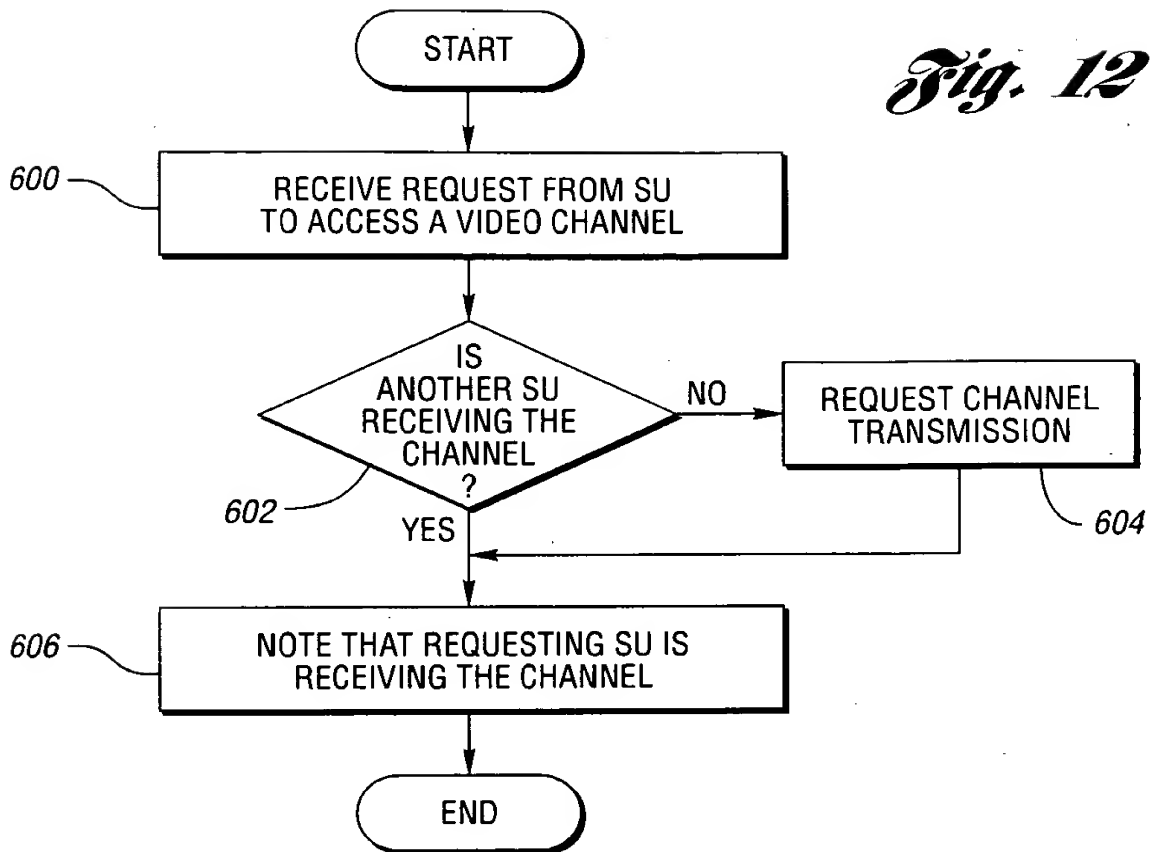 START
Fig. 12
600
RECEIVE REQUEST FROM SU
TO ACCESS A VIDEO CHANNEL
IS
ANOTHER SU
RECEIVING THE
CHANNEL
?
NO
REQUEST CHANNEL
TRANSMISSION
602
YES
604
606
NOTE THAT REQUESTING SU IS
RECEIVING THE CHANNEL
END